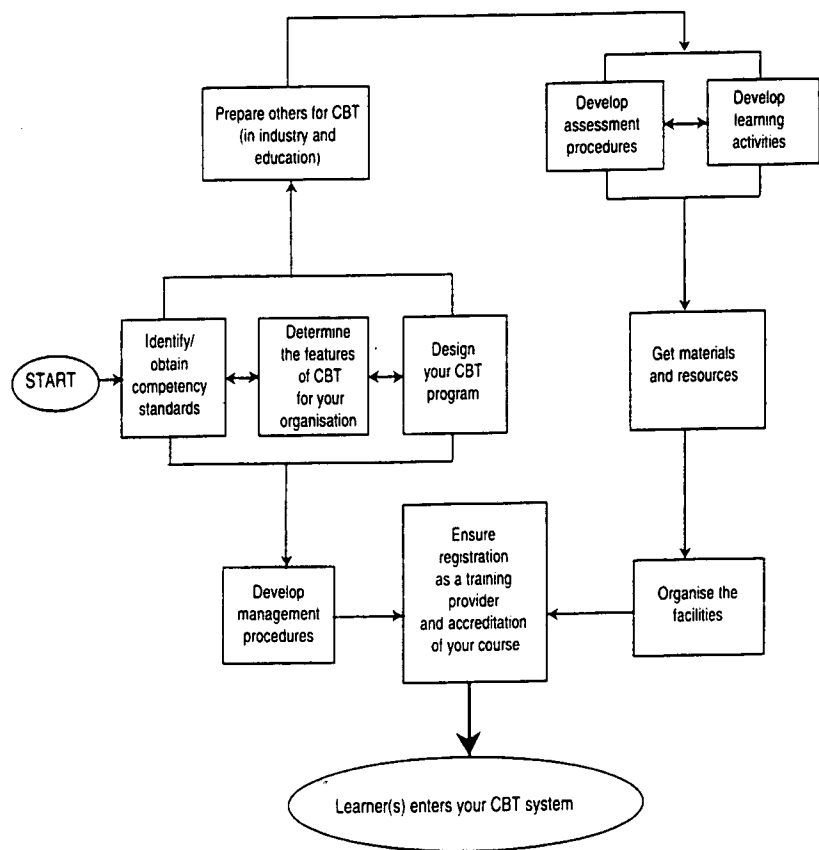 Prepare others for CBT
(in industry and
education)
Develop
assessment
procedures
Develop
learning
activities
START
Identify/
obtain
competency
standards
Determine
the features
of CBT
for your
organisation
Design
your CBT
program
Get materials
and resources
Develop
management
procedures
Ensure
registration
as a training
provider
and accreditation
of your course
Organise the
facilities
Learner(s) enters your CBT system